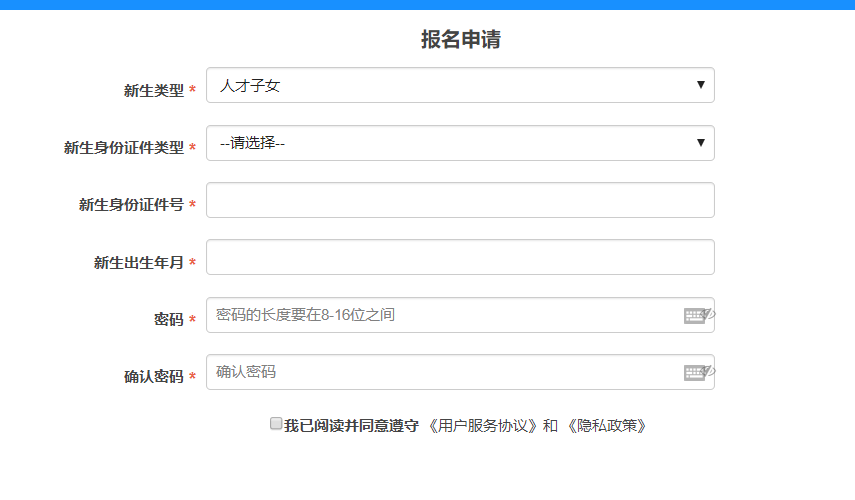 报名申请
新生类型 * 人才子女 ▼
新生身份证件类型 * --请选择-- ▼
新生身份证件号 *
新生出生年月 *
密码 * 密码的长度要在8-16位之间
确认密码 * 确认密码
我已阅读并同意遵守 《用户服务协议》和 《隐私政策》